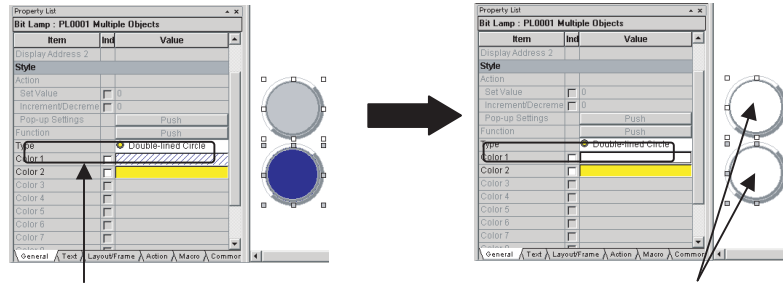 Property List
Bit Lamp : PL0001 Multiple Objects
Item Ind Value
Display Address 2
Style
Action
Set Value 0
Increment/Decreme 0
Pop-up Settings Push
Function Push
Type Double-lined Circle
Color 1
Color 2
Color 3
Color 4
Color 5
Color 6
Color 7
General Text Layout/Frame Action Macro Common
Property List
Bit Lamp : PL0001 Multiple Objects
Item Ind Value
Display Address 2
Style
Action
Set Value 0
Increment/Decreme 0
Pop-up Settings Push
Function Push
Type Double-lined Circle
Color 1
Color 2
Color 3
Color 4
Color 5
Color 6
Color 7
General Text Layout/Frame Action Macro Common